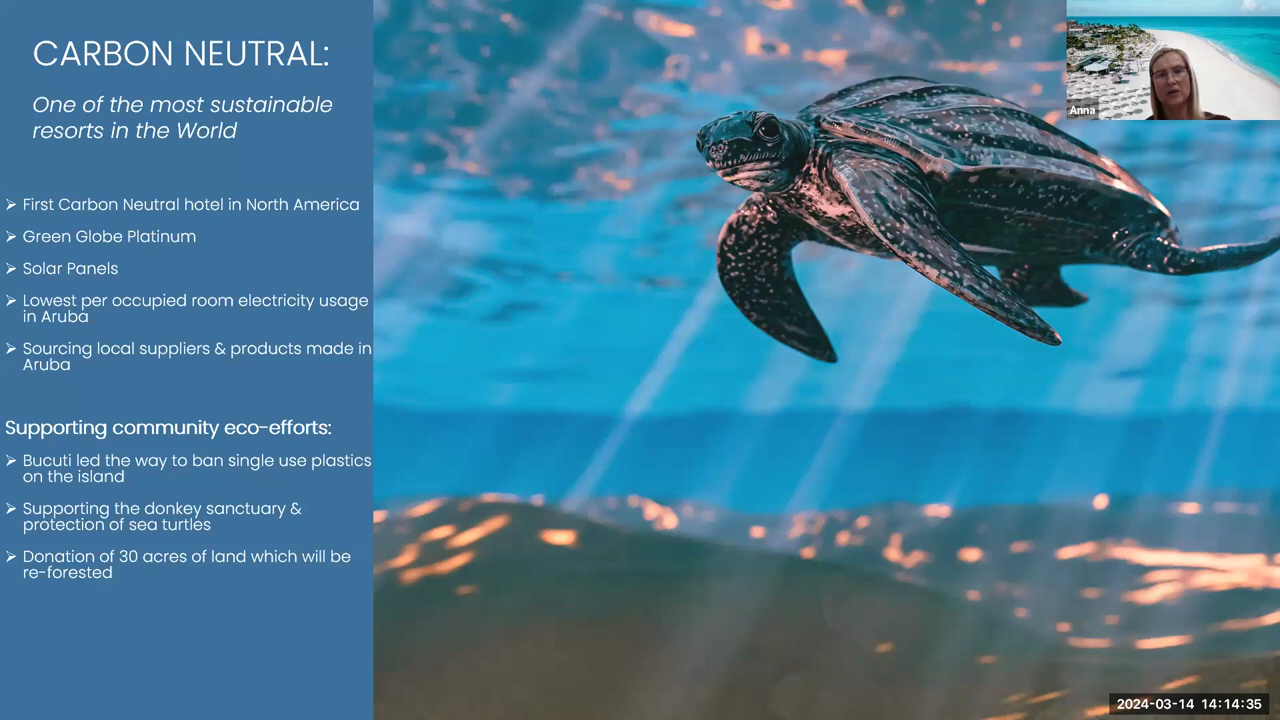 CARBON NEUTRAL:
One of the most sustainable
resorts in the World
➢ First Carbon Neutral hotel in North America
➢ Green Globe Platinum
➢ Solar Panels
➢ Lowest per occupied room electricity usage
in Aruba
➢ Sourcing local suppliers & products made in
Aruba
Supporting community eco-efforts:
➢ Bucuti led the way to ban single use plastics
on the island
➢ Supporting the donkey sanctuary &
protection of sea turtles
➢ Donation of 30 acres of land which will be
re-forested
Anna
2024-03-14 14:14:35